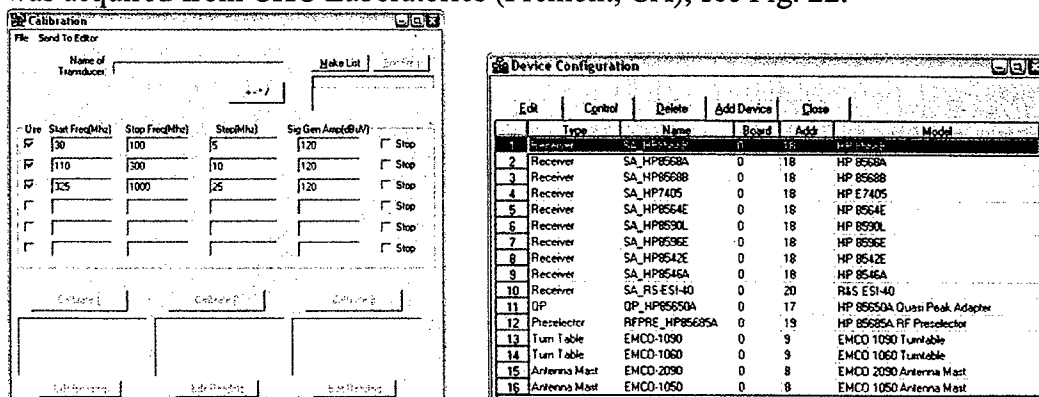 was acquired from Laboratories (Fremont, CA), see Fig. 22.
Calibration
File Send To Editor
Name of Transducer:
Make List
Use Start Freq(Mhz) Stop Freq(Mhz) Step(Mhz) Sig Gen Amp(dBuV)
30 100 5 120 Stop
110 300 10 120 Stop
325 1000 25 120 Stop
Stop
Stop
Stop
Device Configuration
Edit Control Delete Add Device Close
Type Name Board Addr Model
1 Receiver 0 18
2 Receiver SA_HP8568A 0 18 HP 8568A
3 Receiver SA_HP8568B 0 18 HP 8568B
4 Receiver SA_HP7405 0 18 HP E7405
5 Receiver SA_HP8564E 0 18 HP 8564E
6 Receiver SA_HP8590L 0 18 HP 8590L
7 Receiver SA_HP8596E 0 18 HP 8596E
8 Receiver SA_HP8542E 0 18 HP 8542E
9 Receiver SA_HP8546A 0 18 HP 8546A
10 Receiver SA_RS-ESI-40 0 20 R&S ESI-40
11 QP QP_HP85650A 0 17 HP 85650A Quasi Peak Adapter
12 Preselector RFPRE_HP85685A 0 19 HP 85685A RF Preselector
13 Turn Table EMCO-1090 0 9 EMCO 1090 Turntable
14 Turn Table EMCO-1060 0 9 EMCO 1060 Turntable
15 Antenna Mast EMCO-2090 0 8 EMCO 2090 Antenna Mast
16 Antenna Mast EMCO-1050 0 8 EMCO 1050 Antenna Mast